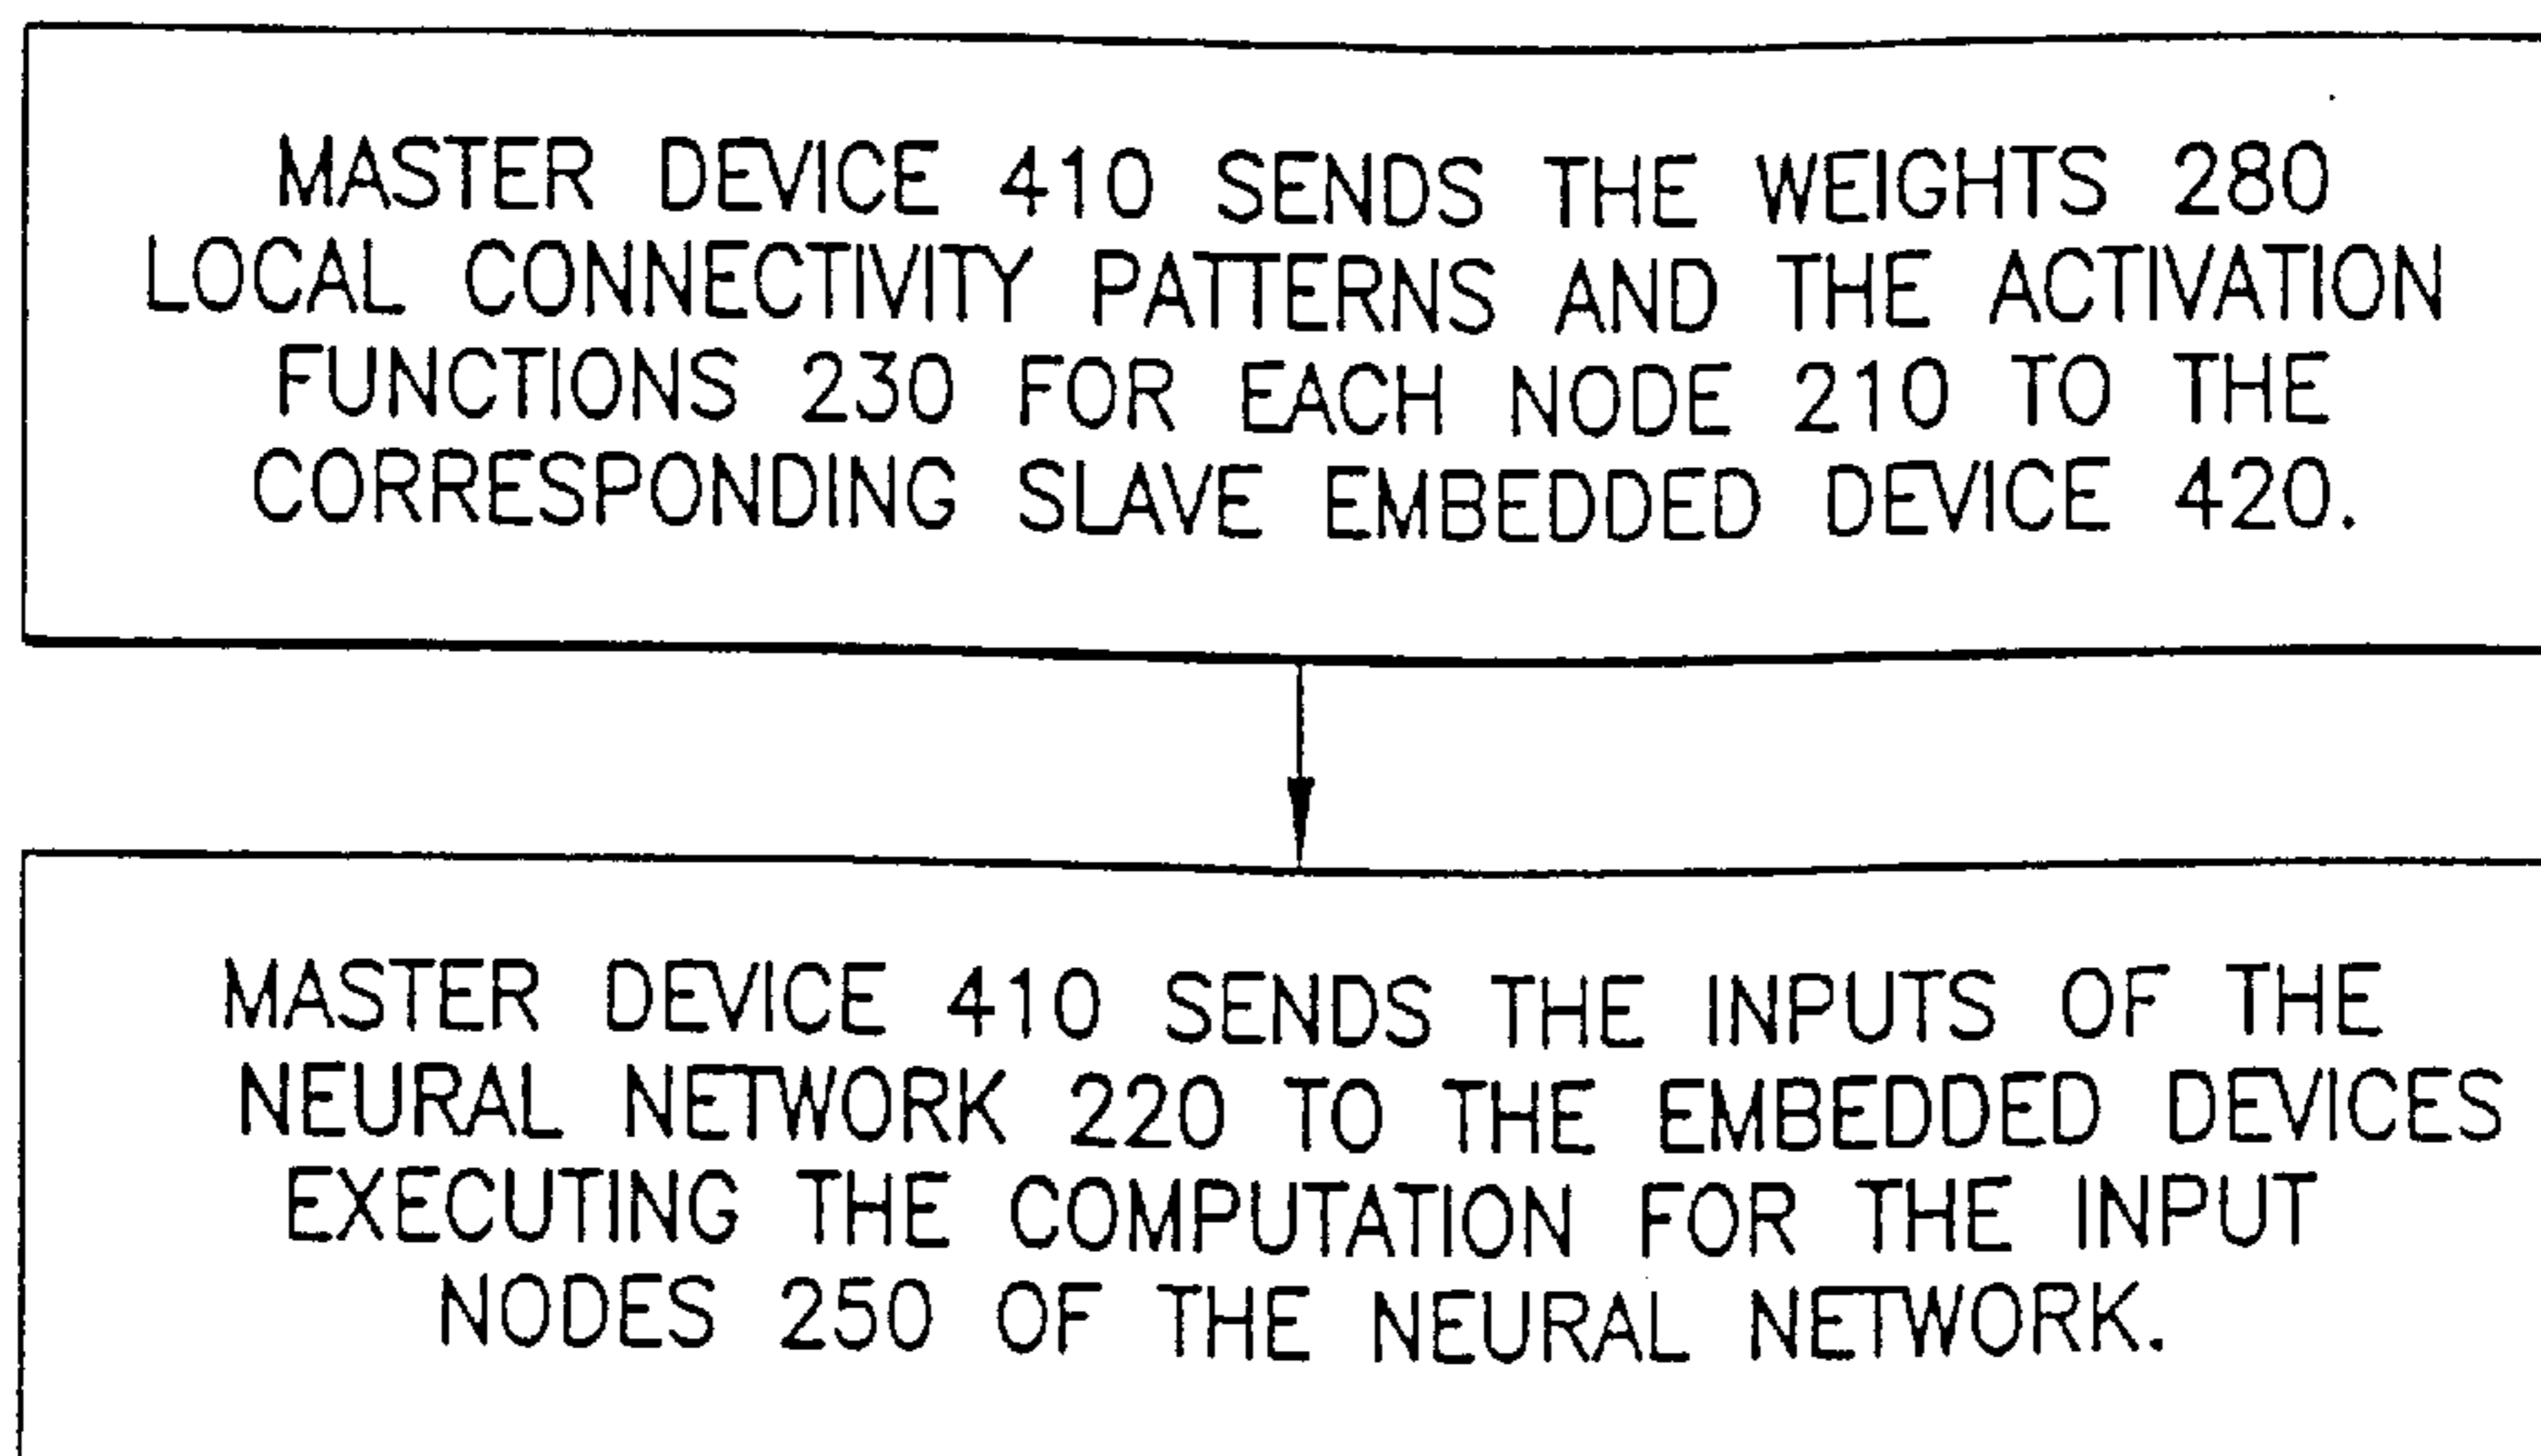 MASTER DEVICE 410 SENDS THE WEIGHTS 280
LOCAL CONNECTIVITY PATTERNS AND THE ACTIVATION
FUNCTIONS 230 FOR EACH NODE 210 TO THE
CORRESPONDING SLAVE EMBEDDED DEVICE 420.
MASTER DEVICE 410 SENDS THE INPUTS OF THE
NEURAL NETWORK 220 TO THE EMBEDDED DEVICES
EXECUTING THE COMPUTATION FOR THE INPUT
NODES 250 OF THE NEURAL NETWORK.